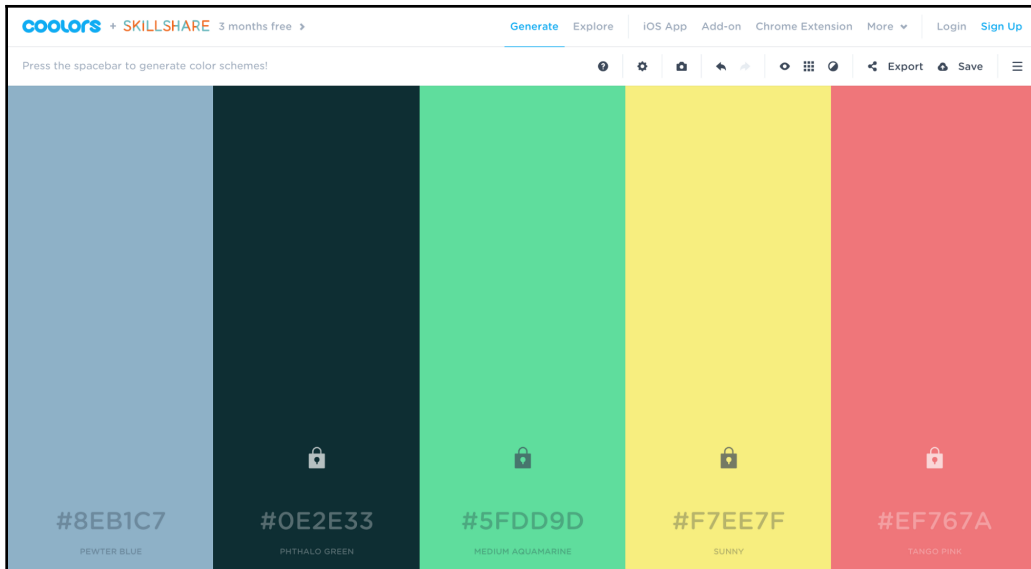 coolors + SKILLSHARE 3 months free Generate Explore iOS App Add-on Chrome Extension More Login Sign Up
Press the spacebar to generate color schemes! Export Save
#8EB1C7 #0E2E33 #5FDD9D #F7EE7F #EF767A
PEWTER BLUE PHTHALO GREEN MEDIUM AQUAMARINE SUNNY TANGO PINK